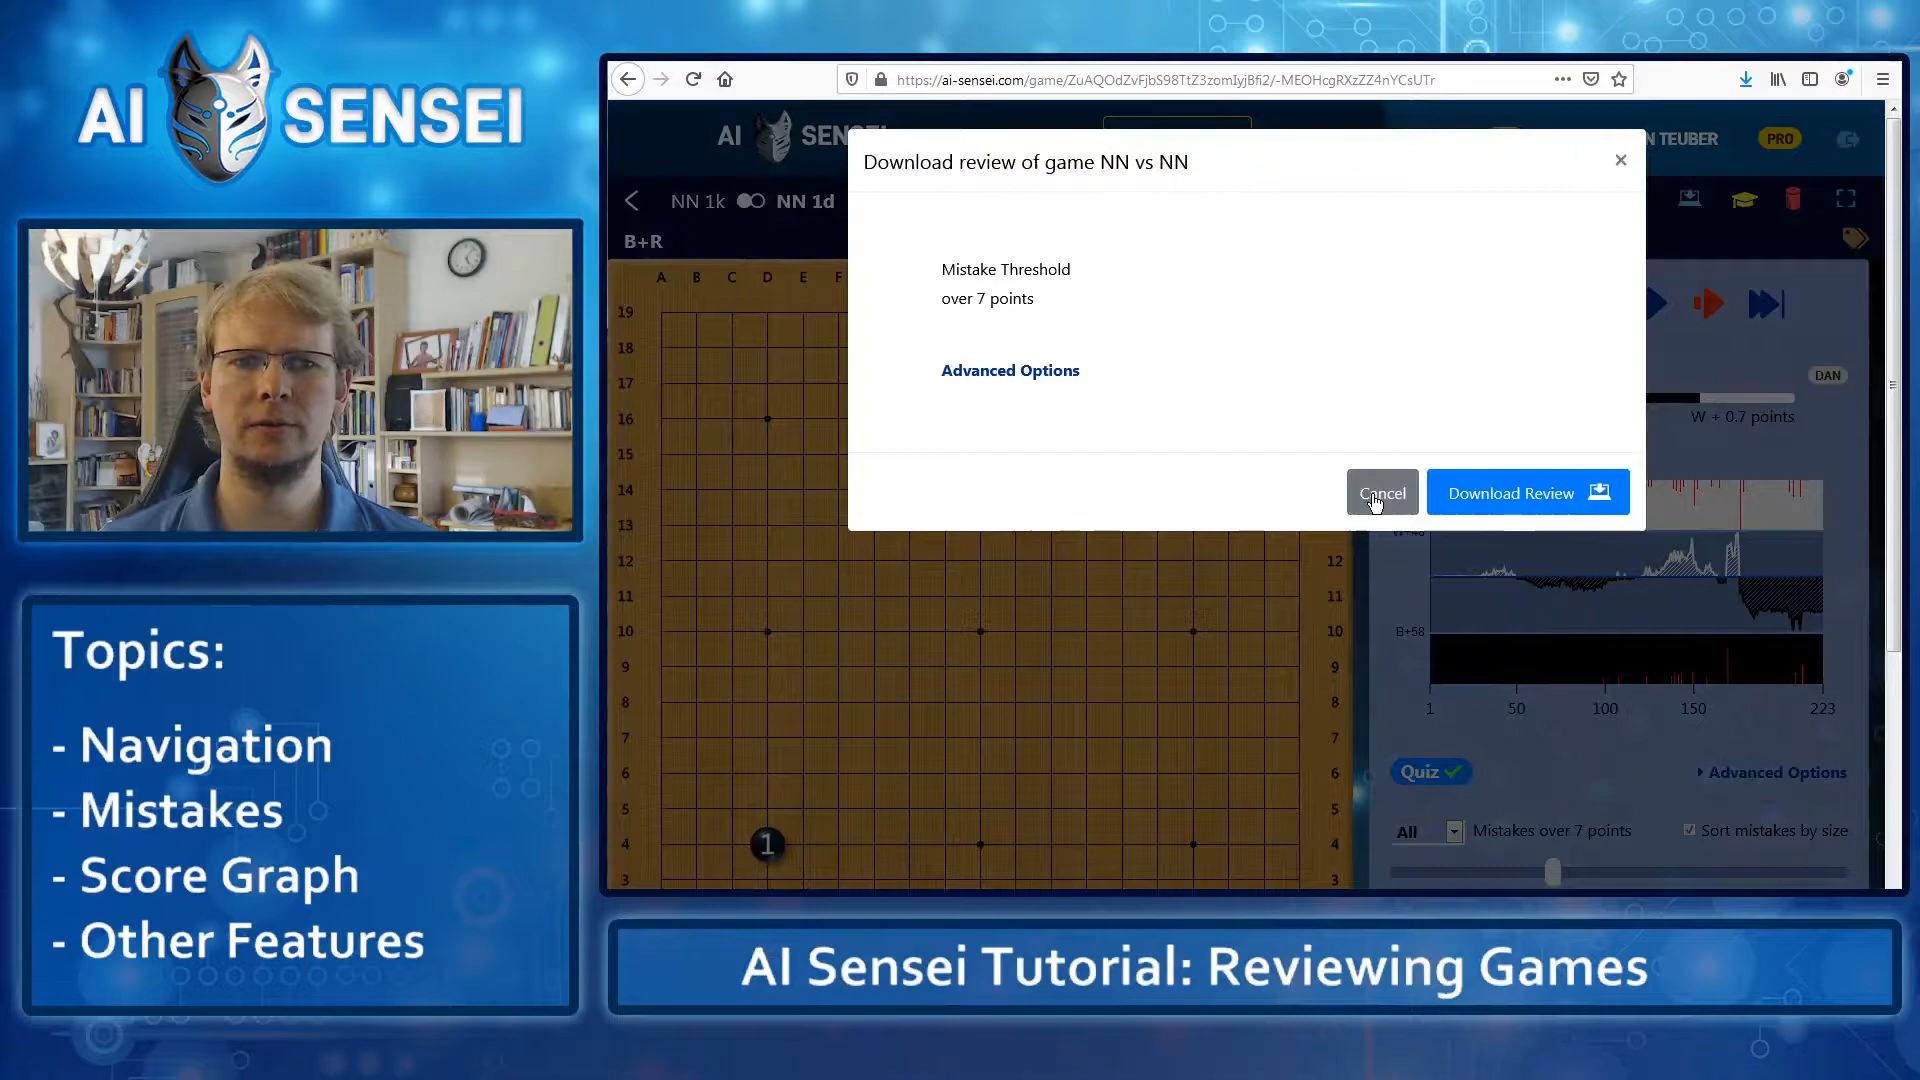 AI SENSEI
Topics:
- Navigation
- Mistakes
- Score Graph
- Other Features
https://ai-sensei.com/game/ZuAQOdZvFjbS98TtZ3zomIyjBfi2/-MEOHcgRXzZZ4nYCsUTr
AI SENSEI
N TEUBER
PRO
NN 1k NN 1d
B+R
Download review of game NN vs NN
×
Mistake Threshold
over 7 points
Advanced Options
Cancel
Download Review
A B C D E F
19
18
17
16
15
14
13
12 12
11 11
10 10
9 9
8 8
7 7
6 6
5 5
4 1 4
3 3
DAN
W + 0.7 points
B+58
1 50 100 150 223
Quiz
Advanced Options
All Mistakes over 7 points Sort mistakes by size
AI Sensei Tutorial: Reviewing Games